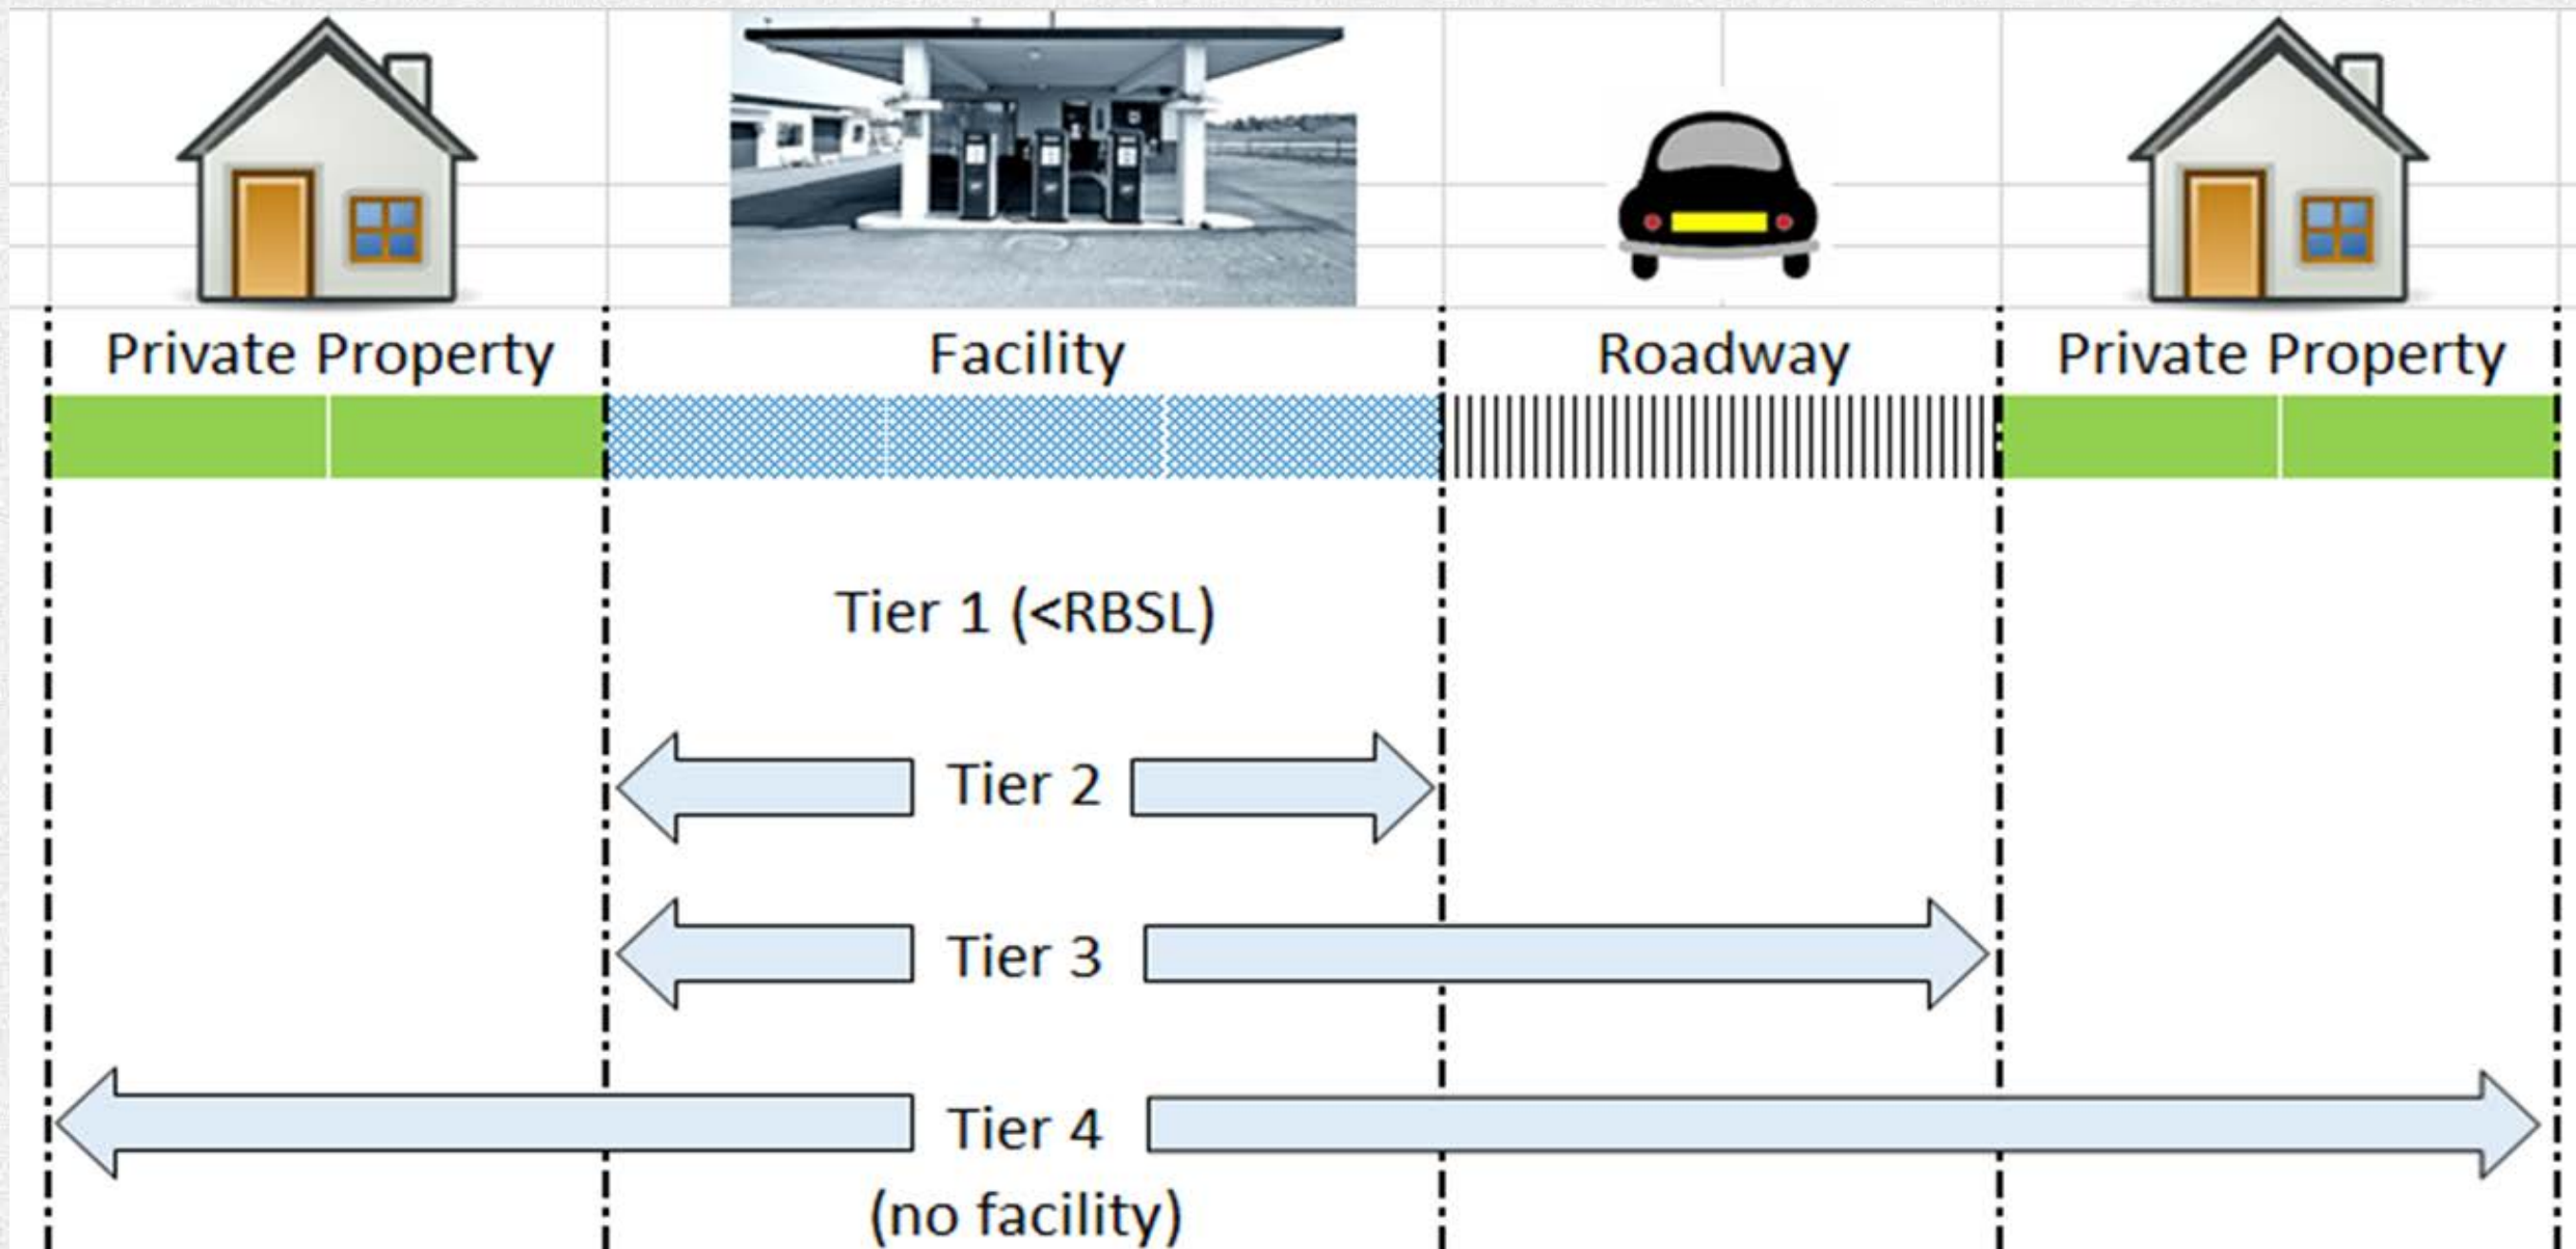 Private Property
Facility
Roadway
Private Property
Tier 1 (<RBSL)
Tier 2
Tier 3
Tier 4
(no facility)